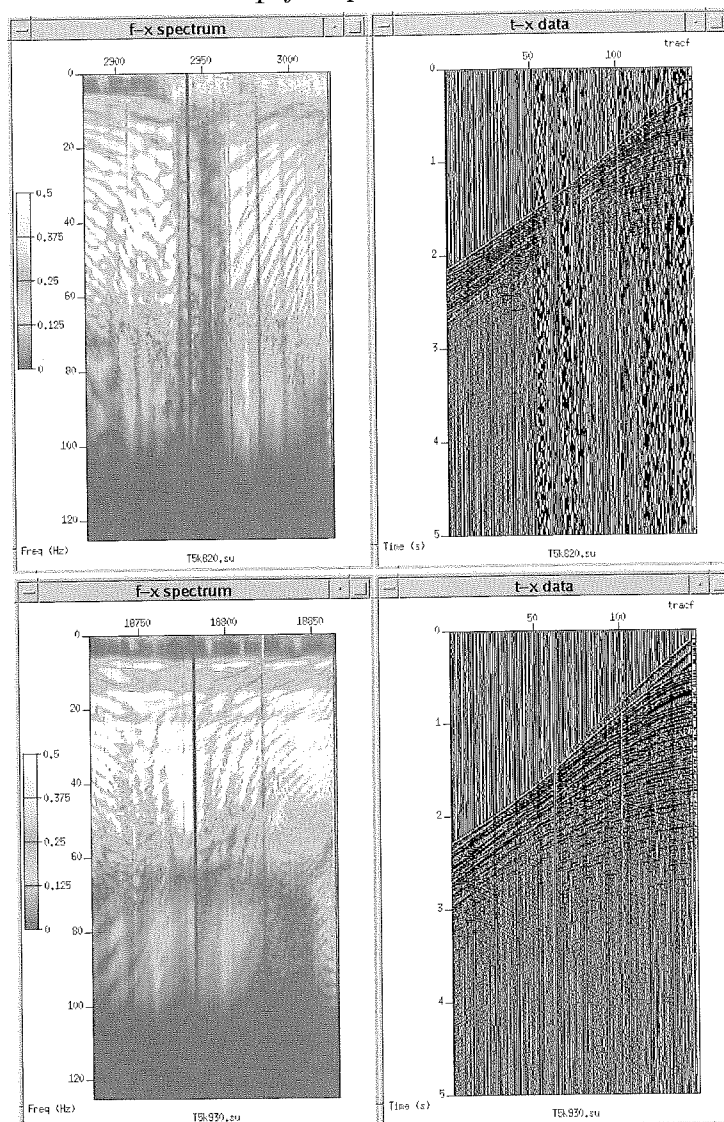 f–x spectrum
2900 2950 3000
0
20
40
60
80
100
120
0.5
0.375
0.25
0.125
0
Freq (Hz)
T5k820.su
t–x data
tracf
50 100
0
1
2
3
4
5
Time (s)
T5k820.su
f–x spectrum
18750 18800 18850
0
20
40
60
80
100
120
0.5
0.375
0.25
0.125
0
Freq (Hz)
T5k930.su
t–x data
tracf
50 100
0
1
2
3
4
5
Time (s)
T5k930.su